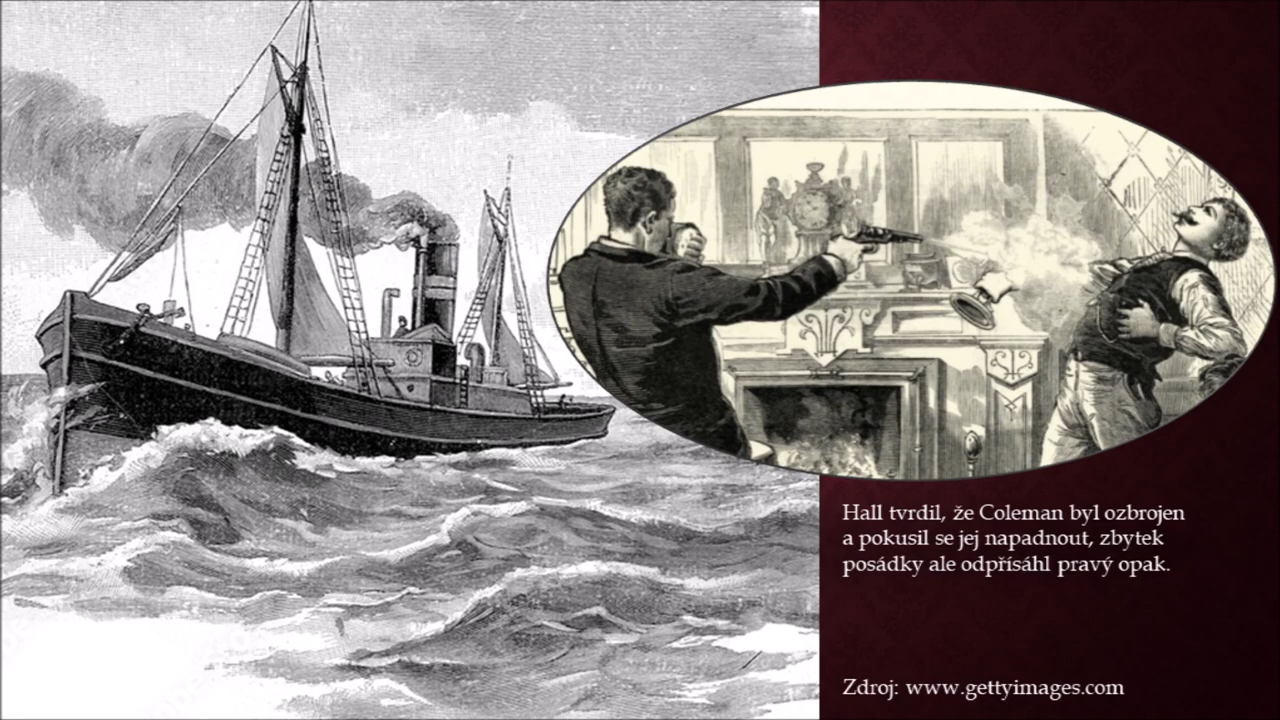 Hall tvrdil, že Coleman byl ozbrojen
a pokusil se jej napadnout, zbytek
posádky ale odpřísáhl pravý opak.
Zdroj: www.gettyimages.com